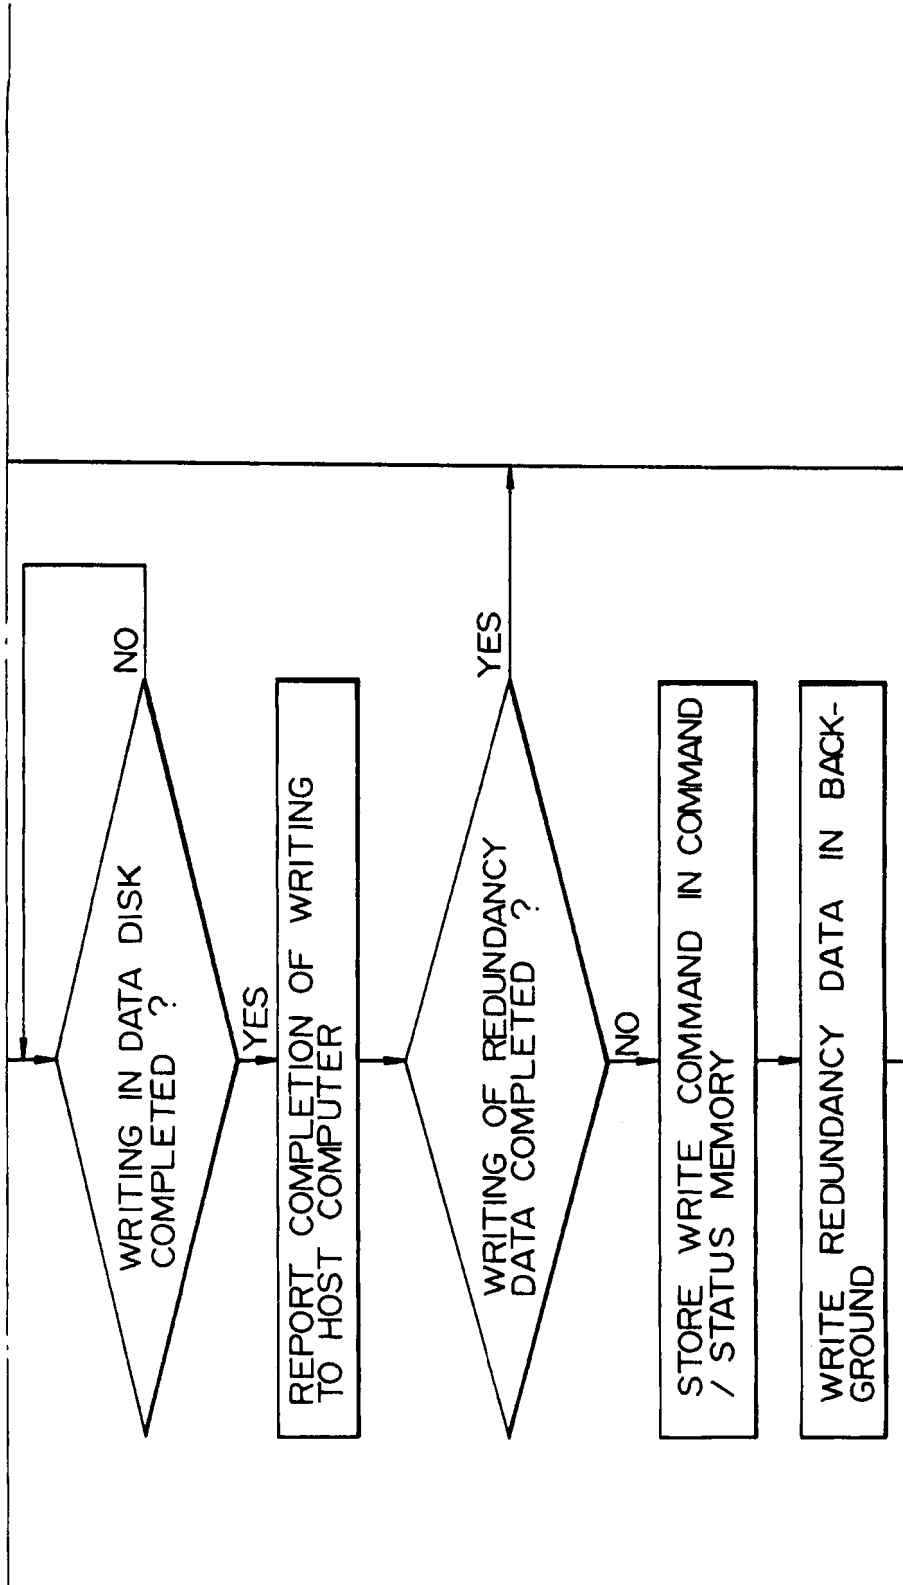 WRITING IN DATA DISK
COMPLETED ?
NO
YES
REPORT COMPLETION OF WRITING
TO HOST COMPUTER
WRITING OF REDUNDANCY
DATA COMPLETED ?
YES
NO
STORE WRITE COMMAND IN COMMAND
/ STATUS MEMORY
WRITE REDUNDANCY DATA IN BACK-
GROUND